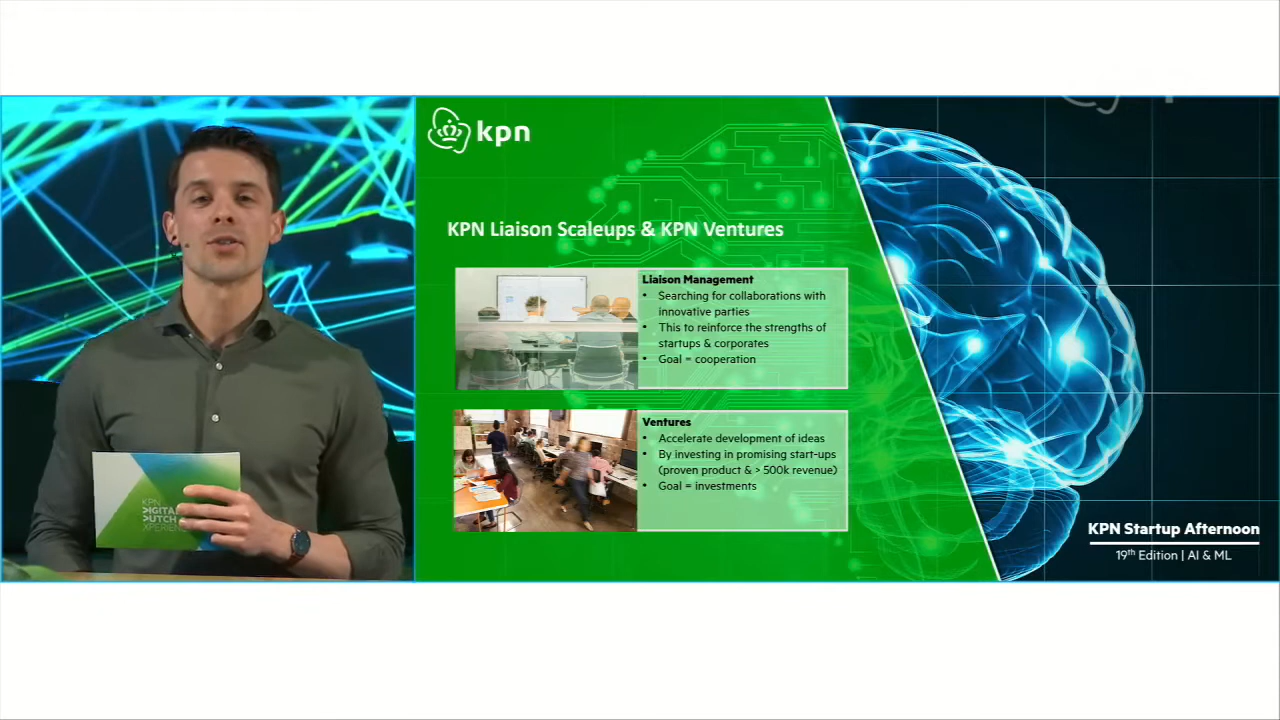 kpn
KPN Liaison Scaleups & KPN Ventures
Liaison Management
• Searching for collaborations with
innovative parties
• This to reinforce the strengths of
startups & corporates
• Goal = cooperation
Ventures
• Accelerate development of ideas
• By investing in promising start-ups
(proven product & > 500k revenue)
• Goal = investments
KPN Startup Afternoon
19th Edition | AI & ML
KPN
DUTCH